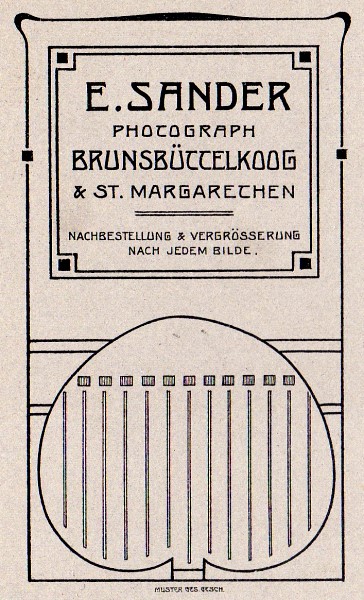 E. SANDER
PHOTOGRAPH
BRUNSBÜTTELKOOG
& ST. MARGARETHEN
NACHBESTELLUNG & VERGRÖSSERUNG
NACH JEDEM BILDE.
MUSTER GES. GESCH.